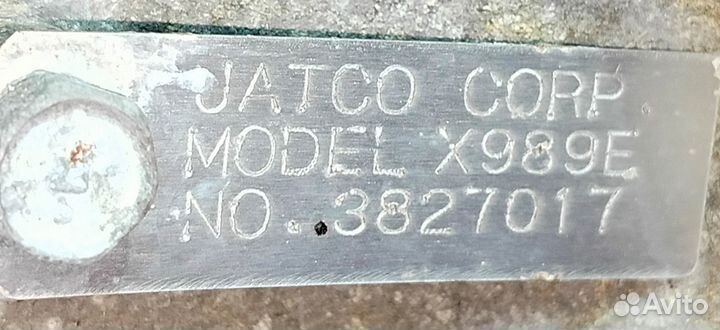 JATCO CORP
MODEL X989E
NO. 3827017
Avito